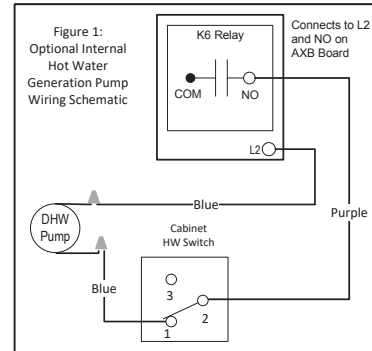 Figure 1:
Optional Internal
Hot Water
Generation Pump
Wiring Schematic
K6 Relay
COM
NO
L2
Connects to L2
and NO on
AXB Board
Blue
Purple
DHW
Pump
Blue
Cabinet
HW Switch
3
2
1